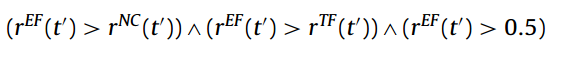 (r^{EF}(t′) > r^{NC}(t′)) ∧ (r^{EF}(t′) > r^{TF}(t′)) ∧ (r^{EF}(t′) > 0.5)